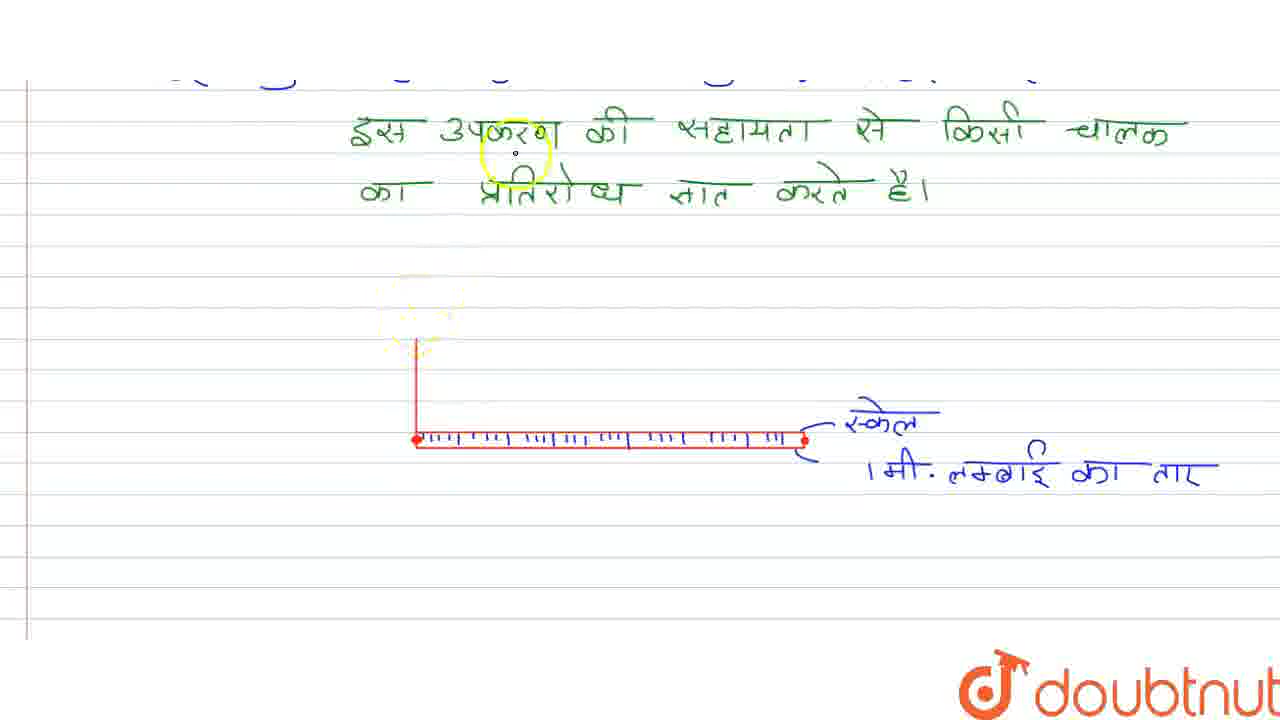 इस उपकरण की सहायता से किसी चालक
का प्रतिरोध ज्ञात करते है।
स्केल
1 मी. लम्बाई का तार
doubtnut